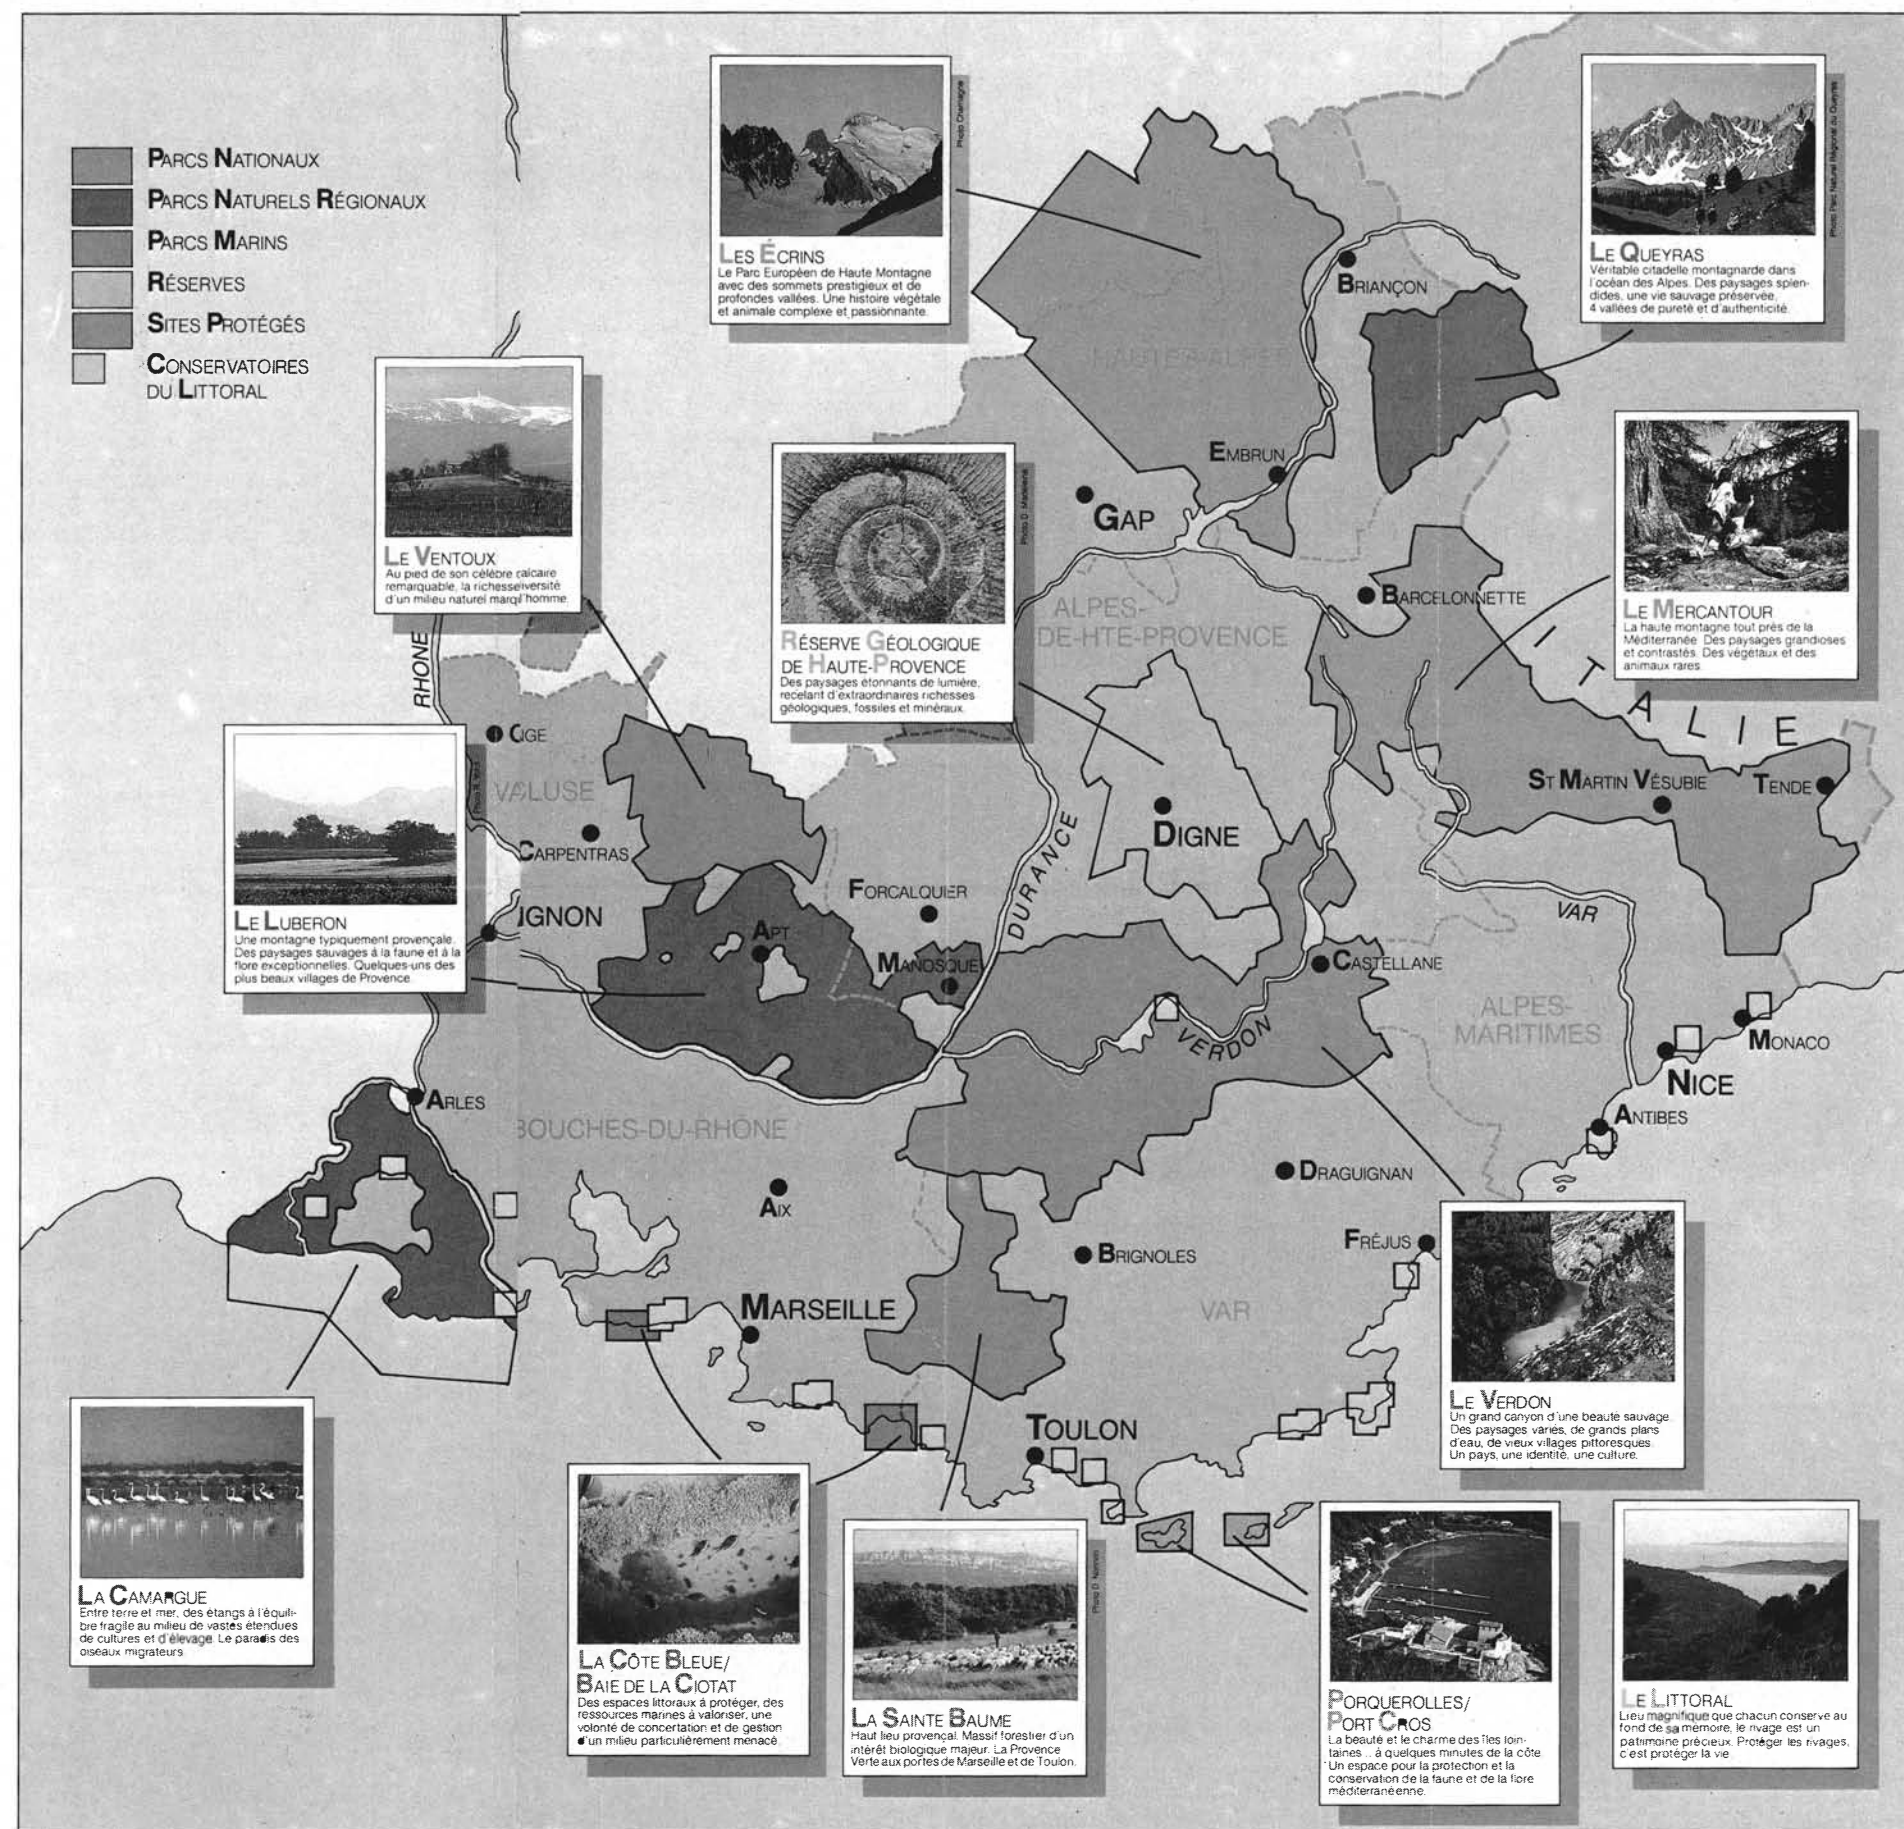 PARCS NATIONAUX
PARCS NATURELS RÉGIONAUX
PARCS MARINS
RÉSERVES
SITES PROTÉGÉS
CONSERVATOIRES
DU LITTORAL
LES ÉCRINS
Le Parc Européen de Haute Montagne
avec des sommets prestigieux et de
profondes vallées. Une histoire végétale
et animale complexe et passionnante.
Photo Chamagne
LE QUEYRAS
Véritable citadelle montagnarde dans
l'océan des Alpes. Des paysages splen-
dides, une vie sauvage préservée,
4 vallées de pureté et d'authenticité.
Photo Parc Naturel Régional du Queyras
LE VENTOUX
Au pied de son célèbre calcaire
remarquable, la richesseiversité
d'un milieu naturel marqil'homme.
RÉSERVE GÉOLOGIQUE
DE HAUTE-PROVENCE
Des paysages étonnants de lumière,
recelant d'extraordinaires richesses
géologiques, fossiles et minéraux.
LE MERCANTOUR
La haute montagne tout près de la
Méditerranée. Des paysages grandioses
et contrastés. Des végétaux et des
animaux rares.
LE LUBERON
Une montagne typiquement provençale.
Des paysages sauvages à la faune et à la
flore exceptionnelles. Quelques-uns des
plus beaux villages de Provence.
BRIANÇON
HAUTES-ALPES
EMBRUN
GAP
BARCELONNETTE
ALPES-
DE-HTE-PROVENCE
ITALIE
RHONE
OIGE
VALUSE
CARPENTRAS
IGNON
APT
FORCALQUIER
MANOSQUE
DURANCE
DIGNE
ST MARTIN VÉSUBIE
TENDE
VAR
CASTELLANE
VERDON
ALPES-
MARITIMES
MONACO
NICE
ANTIBES
ARLES
BOUCHES-DU-RHÔNE
AIX
DRAGUIGNAN
BRIGNOLES
FRÉJUS
MARSEILLE
VAR
TOULON
LE VERDON
Un grand canyon d'une beauté sauvage.
Des paysages variés, de grands plans
d'eau, de vieux villages pittoresques.
Un pays, une identité, une culture.
LA CAMARGUE
Entre terre et mer, des étangs à l'équili-
bre fragile au milieu de vastes étendues
de cultures et d'élevage. Le paradis des
oiseaux migrateurs
LA CÔTE BLEUE/
BAIE DE LA CIOTAT
Des espaces littoraux à protéger, des
ressources marines à valoriser, une
volonté de concertation et de gestion
d'un milieu particulièrement menacé.
LA SAINTE BAUME
Haut lieu provençal. Massif forestier d'un
intérêt biologique majeur. La Provence
Verte aux portes de Marseille et de Toulon.
PORQUEROLLES/
PORT CROS
La beauté et le charme des îles loin-
taines... à quelques minutes de la côte
Un espace pour la protection et la
conservation de la faune et de la flore
méditerranéenne.
LE LITTORAL
Lieu magnifique que chacun conserve au
fond de sa mémoire, le rivage est un
patrimoine précieux. Protéger les rivages,
c'est protéger la vie